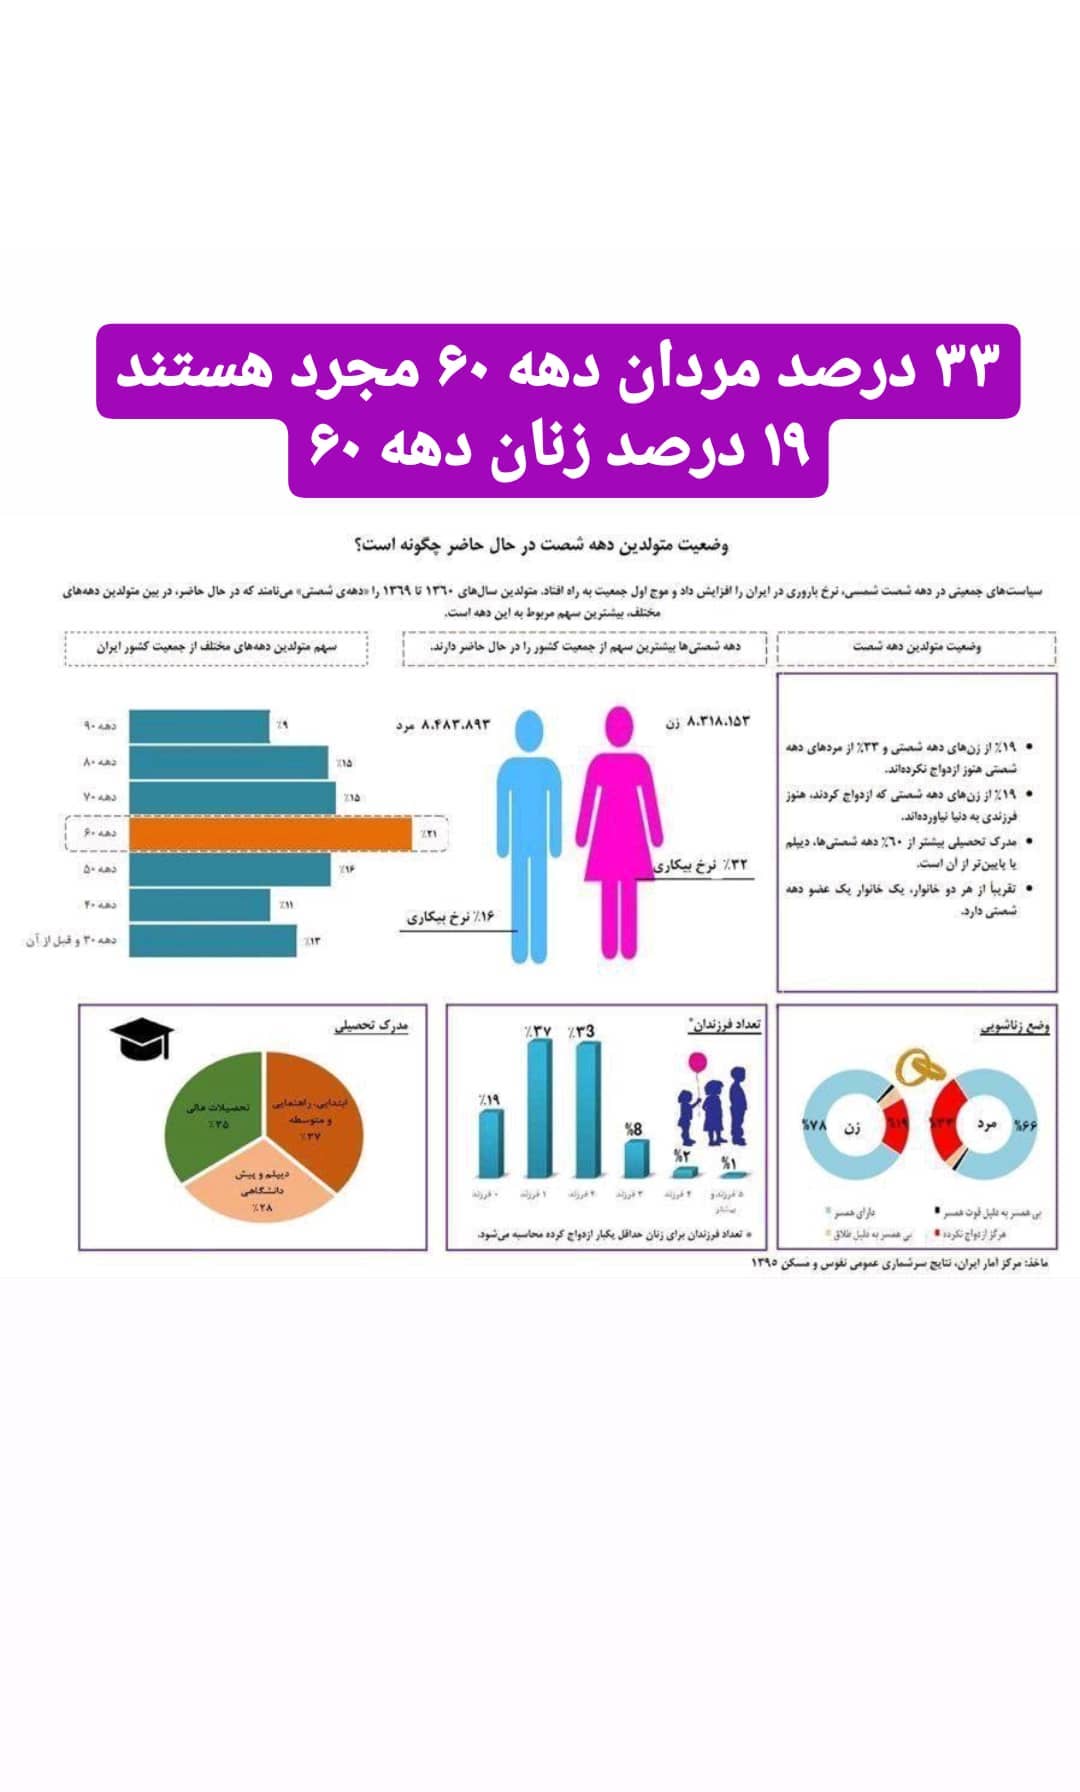 ۳۳ درصد مردان دهه ۶۰ مجرد هستند
۱۹ درصد زنان دهه ۶۰
وضعیت متولدین دهه شصت در حال حاضر چگونه است؟
سیاست‌های جمعیتی در دهه شصت شمسی، نرخ باروری در ایران را افزایش داد و موج اول جمعیت به راه افتاد. متولدین سال‌های ۱۳۶۰ تا ۱۳۶۹ را «دهه‌ی شصتی» می‌نامند که در حال حاضر، در بین متولدین دهه‌های
مختلف، بیشترین سهم مربوط به این دهه است.
وضعیت متولدین دهه شصت
• ۱۹٪ از زن‌های دهه شصتی و ۳۳٪ از مردهای دهه
شصتی هنوز ازدواج نکرده‌اند.
• ۱۹٪ از زن‌های دهه شصتی که ازدواج کردند، هنوز
فرزندی به دنیا نیاورده‌اند.
• مدرک تحصیلی بیشتر از ۶۰٪ دهه شصتی‌ها، دیپلم
یا پایین‌تر از آن است.
• تقریباً از هر دو خانوار، یک خانوار یک عضو دهه
شصتی دارد.
دهه شصتی‌ها بیشترین سهم از جمعیت کشور را در حال حاضر دارند.
۸.۳۱۸.۱۵۳ زن
۸.۴۸۳.۸۹۳ مرد
۳۲٪ نرخ بیکاری
۱۶٪ نرخ بیکاری
سهم متولدین دهه‌های مختلف از جمعیت کشور ایران
دهه ۹۰ ۹٪
دهه ۸۰ ۱۵٪
دهه ۷۰ ۱۵٪
دهه ۶۰ ۲۱٪
دهه ۵۰ ۱۶٪
دهه ۴۰ ۱۱٪
دهه ۳۰ و قبل از آن ۱۳٪
وضع زناشویی
مرد
%۶۶
٪۳۳
زن
%۷۸
%۱۹
بی همسر به دلیل فوت همسر
دارای همسر
هرگز ازدواج نکرده
بی همسر به دلیل طلاق
تعداد فرزندان*
٪۱۹
٪۳۷
٪۳3
%8
%۲
%۱
۰ فرزند
۱ فرزند
۲ فرزند
۳ فرزند
۴ فرزند
۵ فرزند و
بیشتر
* تعداد فرزندان برای زنان حداقل یکبار ازدواج کرده محاسبه می‌شود.
مدرک تحصیلی
ابتدایی، راهنمایی
و متوسطه
۳۷٪
تحصیلات عالی
۳۵٪
دیپلم و پیش
دانشگاهی
۲۸٪
ماخذ: مرکز آمار ایران، نتایج سرشماری عمومی نفوس و مسکن ۱۳۹۵